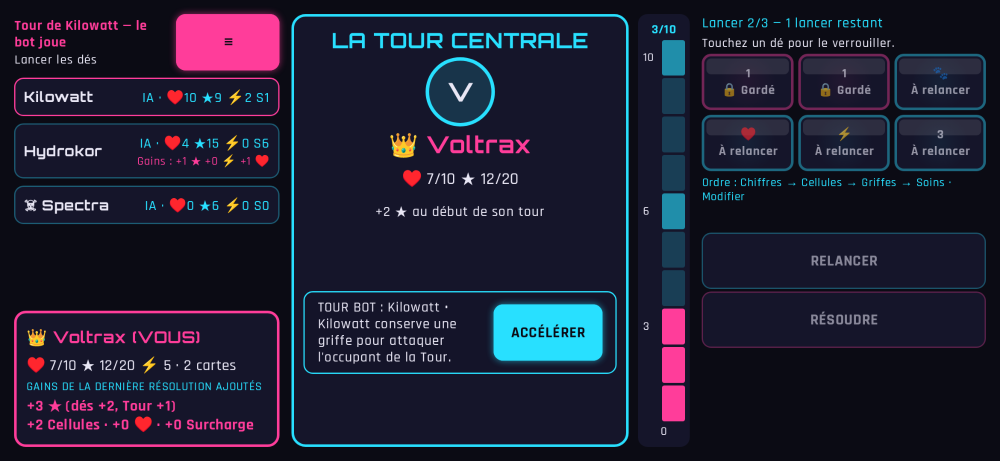 Tour de Kilowatt — le
bot joue
Lancer les dés
≡
Kilowatt IA · ❤️10 ★9 ⚡2 S1
Hydrokor IA · ❤️4 ★15 ⚡0 S6
Gains : +1 ★ +0 ⚡ +1 ❤️
☠ Spectra IA · ❤️0 ★6 ⚡0 S0
👑 Voltrax (VOUS)
❤️ 7/10 ★ 12/20 ⚡ 5 · 2 cartes
GAINS DE LA DERNIÈRE RÉSOLUTION AJOUTÉS
+3 ★ (dés +2, Tour +1)
+2 Cellules · +0 ❤️ · +0 Surcharge
LA TOUR CENTRALE
V
👑 Voltrax
❤️ 7/10 ★ 12/20
+2 ★ au début de son tour
TOUR BOT : Kilowatt •
Kilowatt conserve une
griffe pour attaquer
l'occupant de la Tour.
ACCÉLÉRER
3/10
10
6
3
0
Lancer 2/3 — 1 lancer restant
Touchez un dé pour le verrouiller.
1
🔒 Gardé
1
🔒 Gardé
🐾
À relancer
❤️
À relancer
⚡
À relancer
3
À relancer
Ordre : Chiffres → Cellules → Griffes → Soins ·
Modifier
RELANCER
RÉSOUDRE